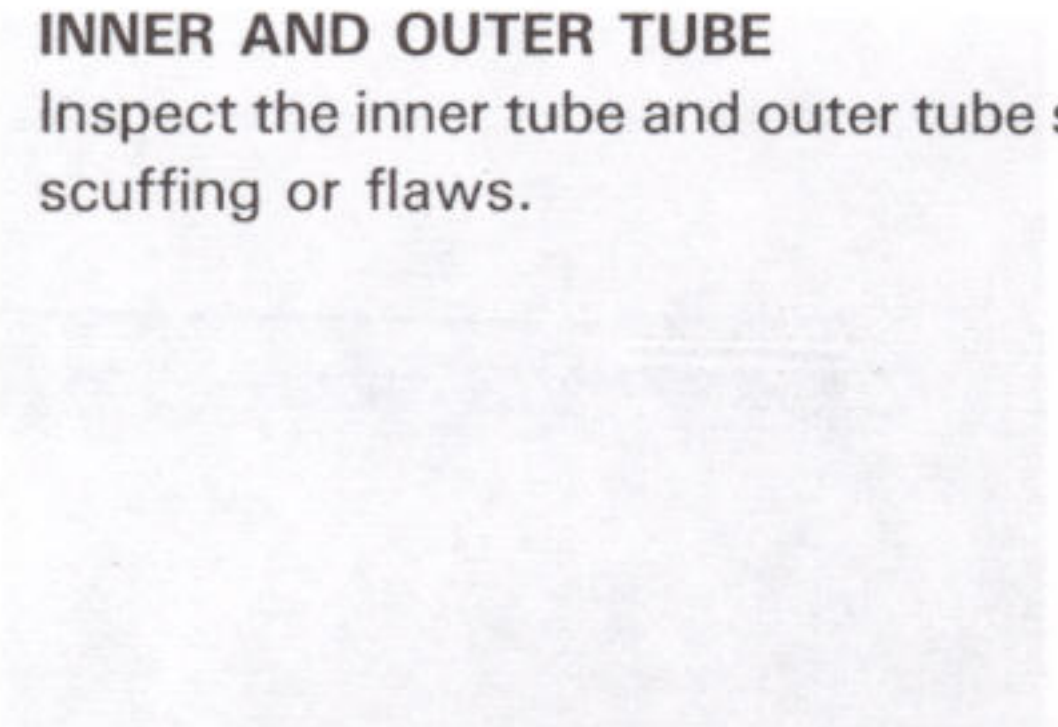 INNER AND OUTER TUBE
Inspect the inner tube and outer tube
scuffing or flaws.